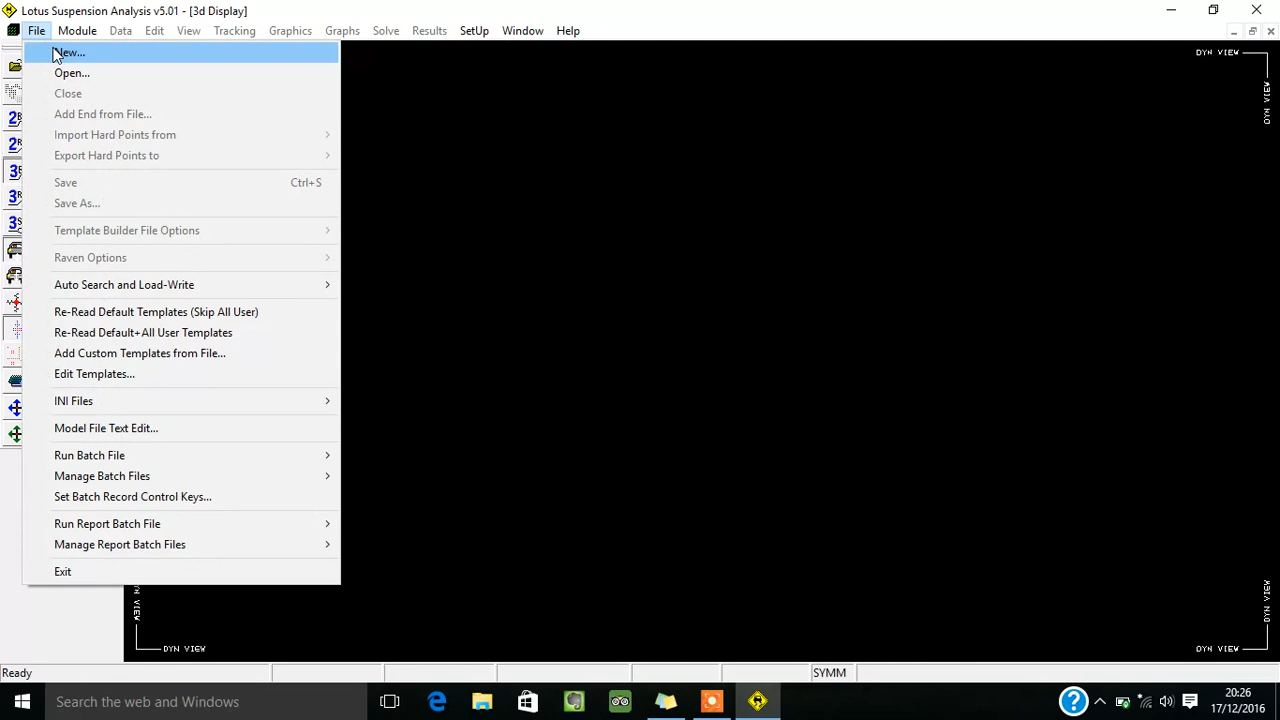 Lotus Suspension Analysis v5.01 - [3d Display]
File Module Data Edit View Tracking Graphics Graphs Solve Results SetUp Window Help
New...
Open...
Close
Add End from File...
Import Hard Points from
Export Hard Points to
Save Ctrl+S
Save As...
Template Builder File Options
Raven Options
Auto Search and Load-Write
Re-Read Default Templates (Skip All User)
Re-Read Default+All User Templates
Add Custom Templates from File...
Edit Templates...
INI Files
Model File Text Edit...
Run Batch File
Manage Batch Files
Set Batch Record Control Keys...
Run Report Batch File
Manage Report Batch Files
Exit
DYN VIEW
DYN VIEW
DYN VIEW
DYN VIEW
DYN VIEW
DYN VIEW
Ready SYMM
Search the web and Windows
20:26
17/12/2016